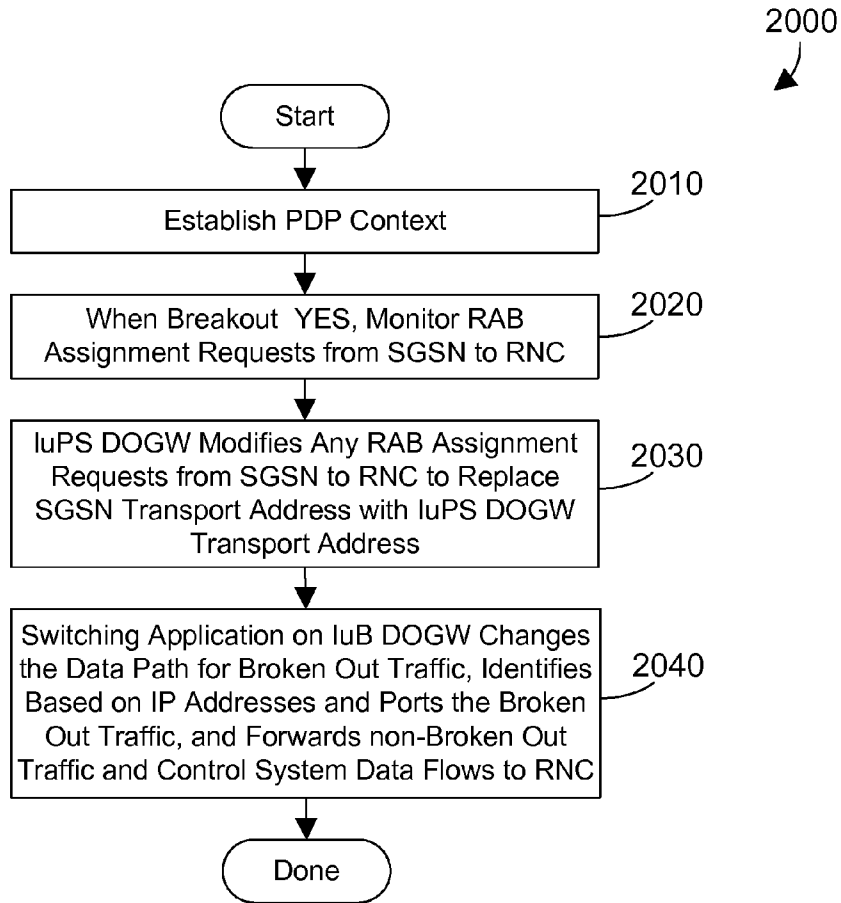 2000
Start
2010
Establish PDP Context
2020
When Breakout YES, Monitor RAB
Assignment Requests from SGSN to RNC
2030
IuPS DOGW Modifies Any RAB Assignment
Requests from SGSN to RNC to Replace
SGSN Transport Address with IuPS DOGW
Transport Address
2040
Switching Application on IuB DOGW Changes
the Data Path for Broken Out Traffic, Identifies
Based on IP Addresses and Ports the Broken
Out Traffic, and Forwards non-Broken Out
Traffic and Control System Data Flows to RNC
Done